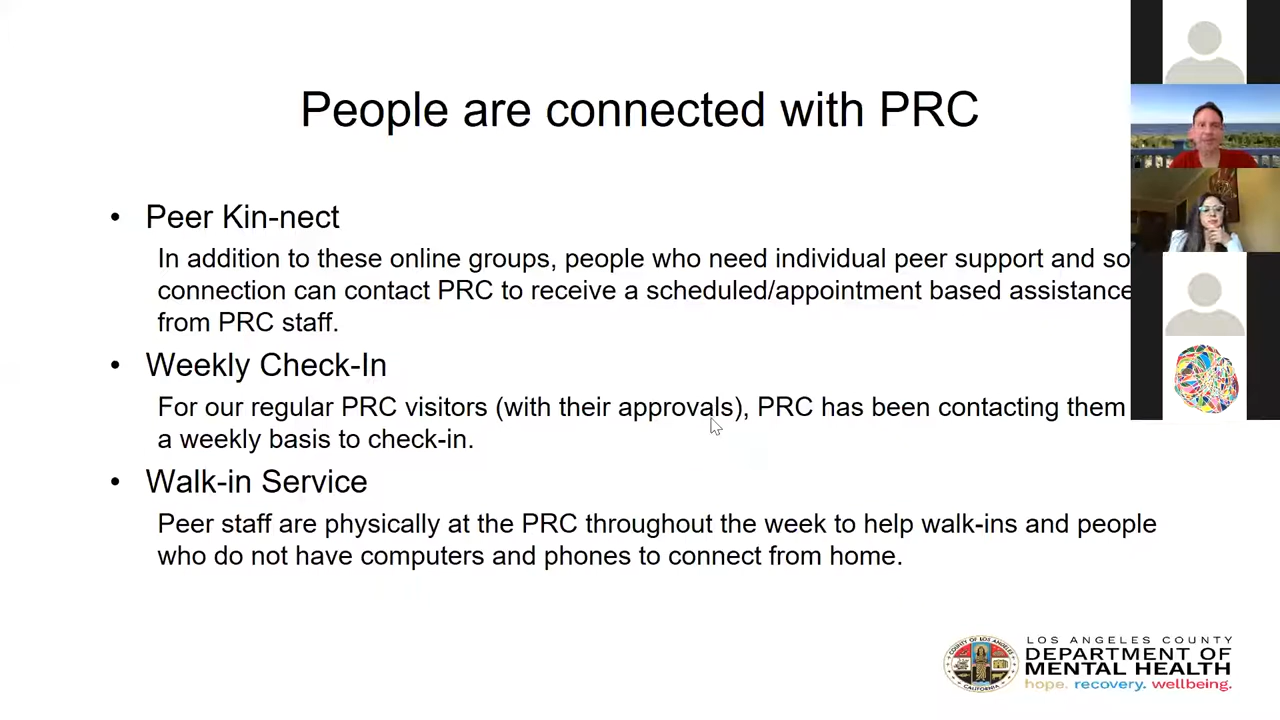 People are connected with PRC
• Peer Kin-nect
In addition to these online groups, people who need individual peer support and so
connection can contact PRC to receive a scheduled/appointment based assistance
from PRC staff.
• Weekly Check-In
For our regular PRC visitors (with their approvals), PRC has been contacting them
a weekly basis to check-in.
• Walk-in Service
Peer staff are physically at the PRC throughout the week to help walk-ins and people
who do not have computers and phones to connect from home.
COUNTY OF LOS ANGELES
CALIFORNIA
LOS ANGELES COUNTY
DEPARTMENT OF
MENTAL HEALTH
hope. recovery. wellbeing.